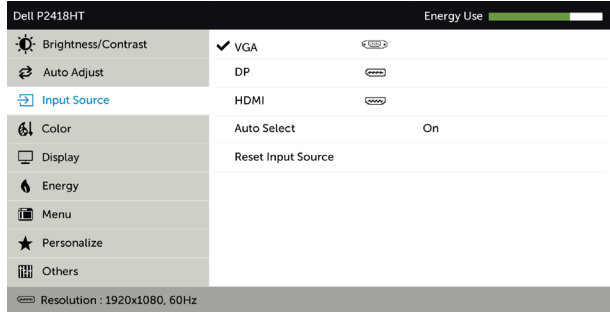 Dell P2418HT
Energy Use
Brightness/Contrast
Auto Adjust
Input Source
Color
Display
Energy
Menu
Personalize
Others
VGA
DP
HDMI
Auto Select On
Reset Input Source
Resolution : 1920x1080, 60Hz